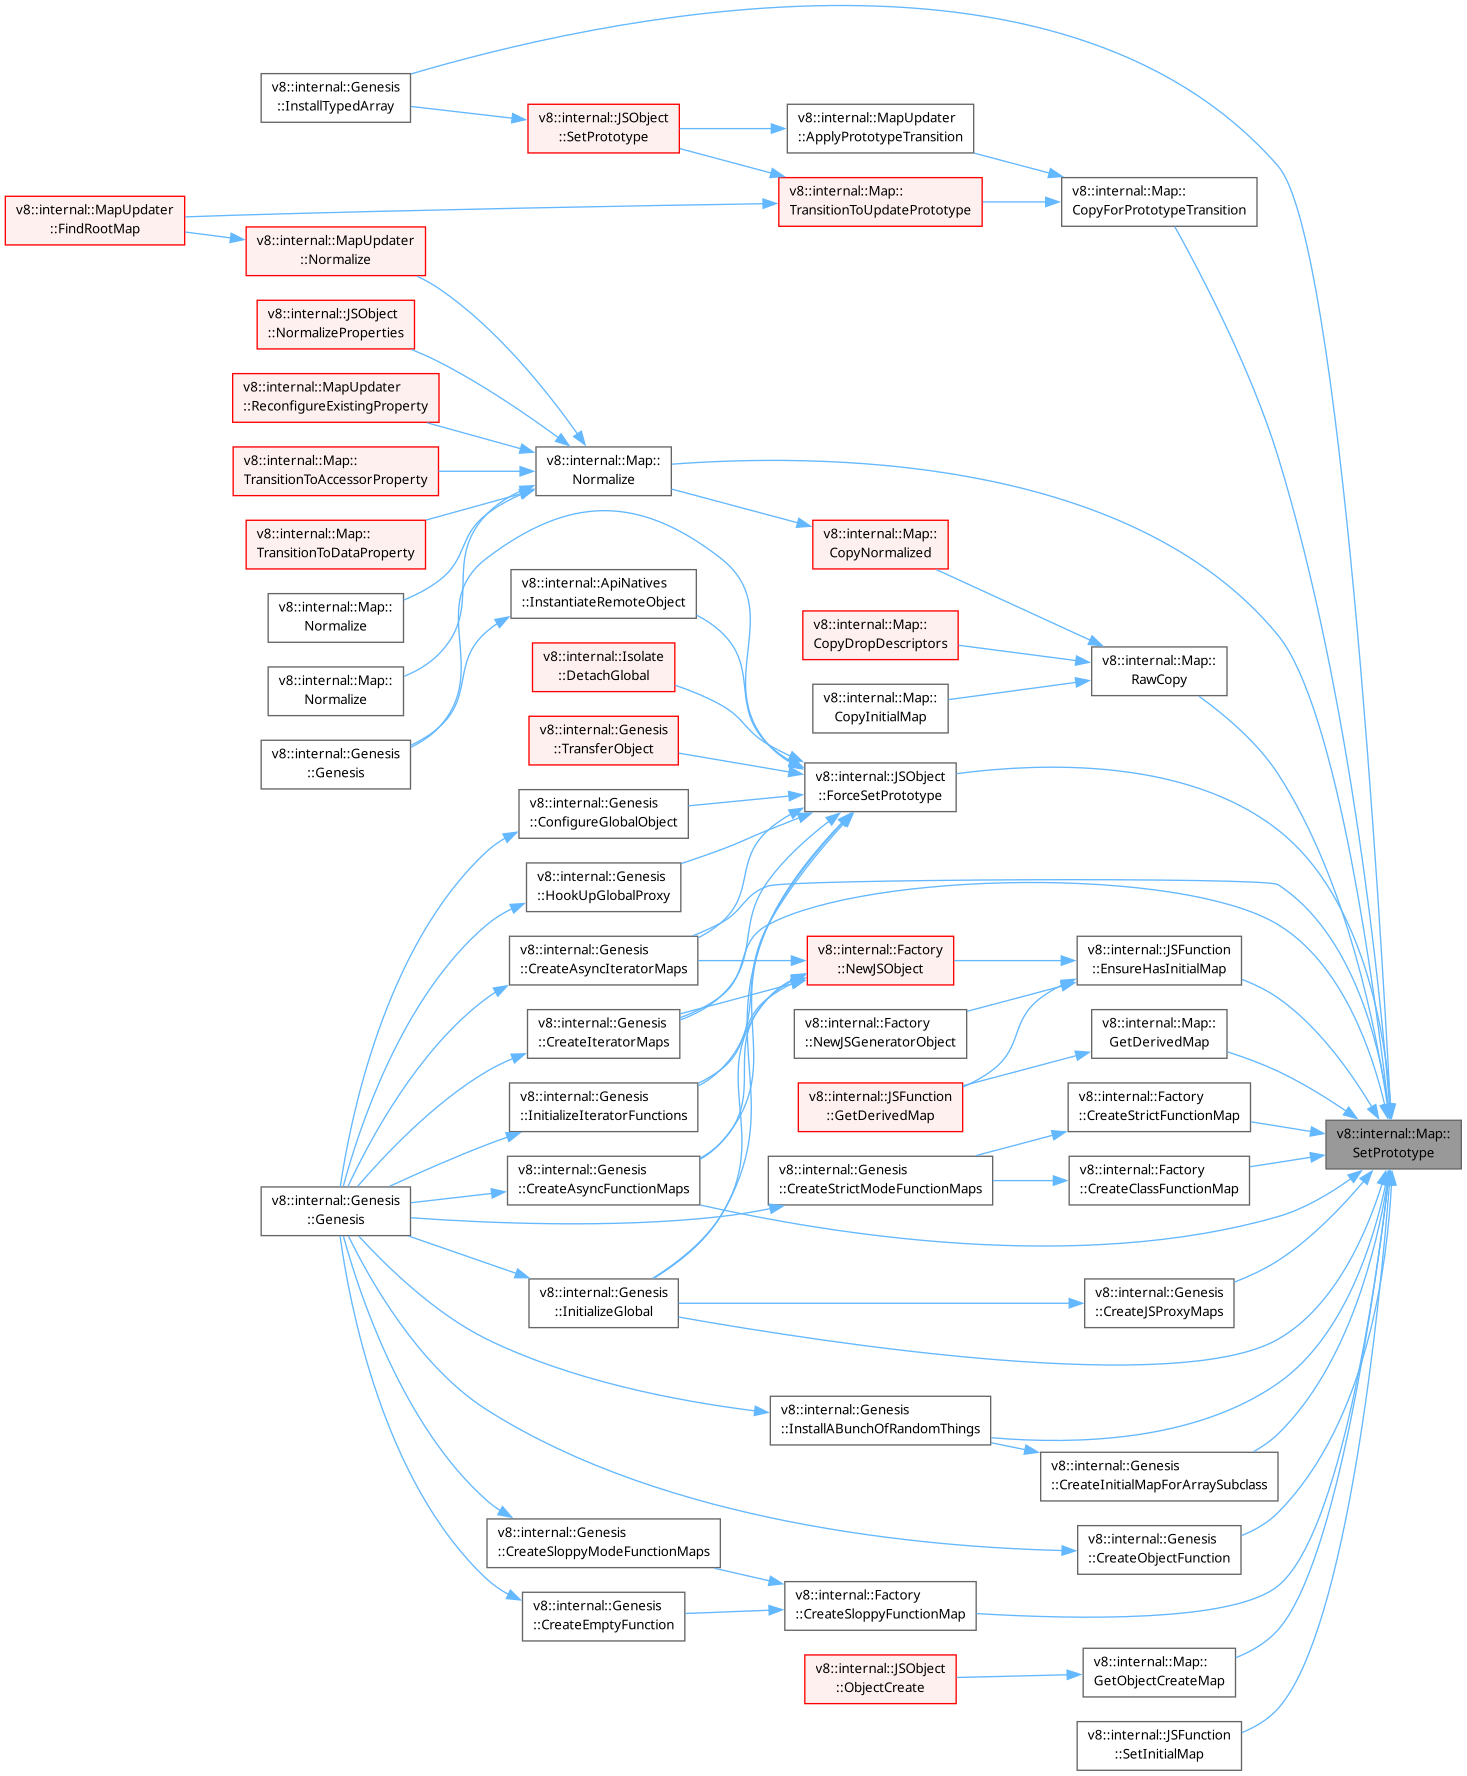 v8::internal::Genesis
::InstallTypedArray
v8::internal::JSObject
::SetPrototype
v8::internal::MapUpdater
::ApplyPrototypeTransition
v8::internal::MapUpdater
::FindRootMap
v8::internal::Map::
TransitionToUpdatePrototype
v8::internal::Map::
CopyForPrototypeTransition
v8::internal::MapUpdater
::Normalize
v8::internal::JSObject
::NormalizeProperties
v8::internal::MapUpdater
::ReconfigureExistingProperty
v8::internal::Map::
TransitionToAccessorProperty
v8::internal::Map::
Normalize
v8::internal::Map::
TransitionToDataProperty
v8::internal::Map::
CopyNormalized
v8::internal::Map::
Normalize
v8::internal::ApiNatives
::InstantiateRemoteObject
v8::internal::Map::
CopyDropDescriptors
v8::internal::Map::
Normalize
v8::internal::Isolate
::DetachGlobal
v8::internal::Map::
CopyInitialMap
v8::internal::Map::
RawCopy
v8::internal::Genesis
::Genesis
v8::internal::Genesis
::TransferObject
v8::internal::JSObject
::ForceSetPrototype
v8::internal::Genesis
::ConfigureGlobalObject
v8::internal::Genesis
::HookUpGlobalProxy
v8::internal::Genesis
::CreateAsyncIteratorMaps
v8::internal::Factory
::NewJSObject
v8::internal::JSFunction
::EnsureHasInitialMap
v8::internal::Genesis
::CreateIteratorMaps
v8::internal::Factory
::NewJSGeneratorObject
v8::internal::Map::
GetDerivedMap
v8::internal::Genesis
::InitializeIteratorFunctions
v8::internal::JSFunction
::GetDerivedMap
v8::internal::Factory
::CreateStrictFunctionMap
v8::internal::Map::
SetPrototype
v8::internal::Genesis
::Genesis
v8::internal::Genesis
::CreateAsyncFunctionMaps
v8::internal::Genesis
::CreateStrictModeFunctionMaps
v8::internal::Factory
::CreateClassFunctionMap
v8::internal::Genesis
::InitializeGlobal
v8::internal::Genesis
::CreateJSProxyMaps
v8::internal::Genesis
::InstallABunchOfRandomThings
v8::internal::Genesis
::CreateInitialMapForArraySubclass
v8::internal::Genesis
::CreateSloppyModeFunctionMaps
v8::internal::Genesis
::CreateObjectFunction
v8::internal::Genesis
::CreateEmptyFunction
v8::internal::Factory
::CreateSloppyFunctionMap
v8::internal::JSObject
::ObjectCreate
v8::internal::Map::
GetObjectCreateMap
v8::internal::JSFunction
::SetInitialMap